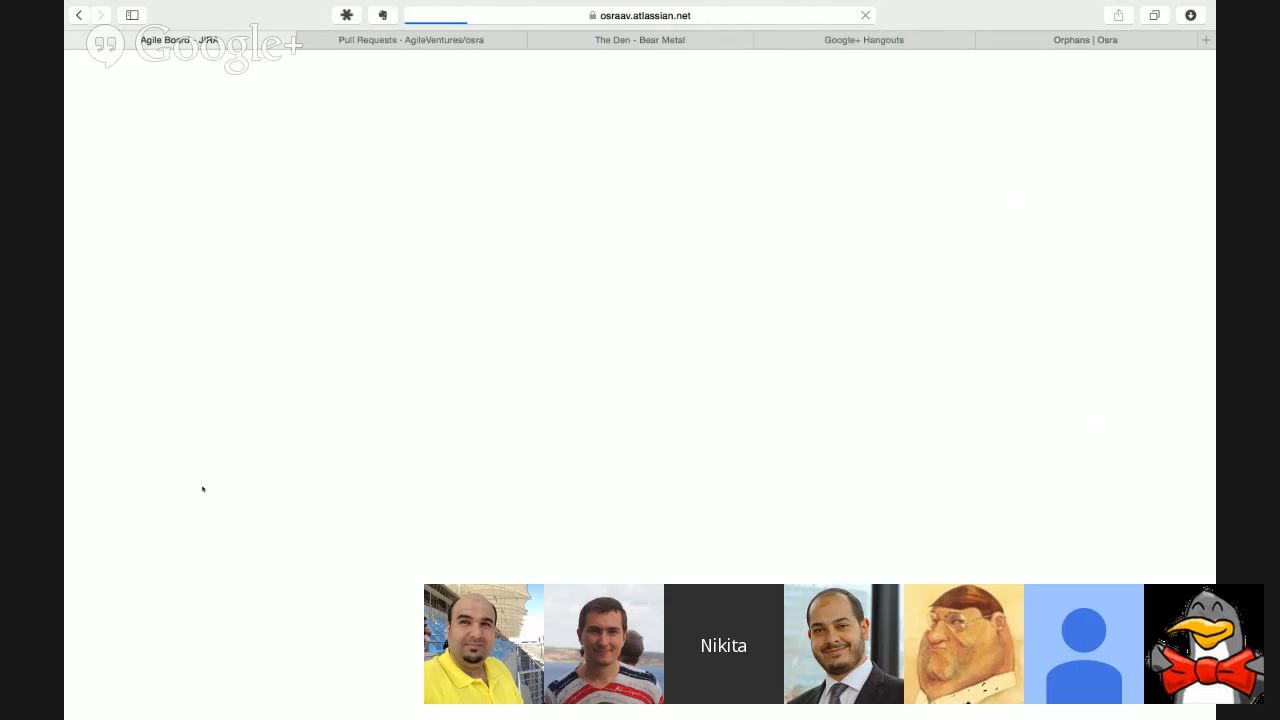 osraav.atlassian.net
Agile Board - JIRA
Pull Requests · AgileVentures/osra
The Den - Bear Metal
Google+ Hangouts
Orphans | Osra
Google+
Nikita